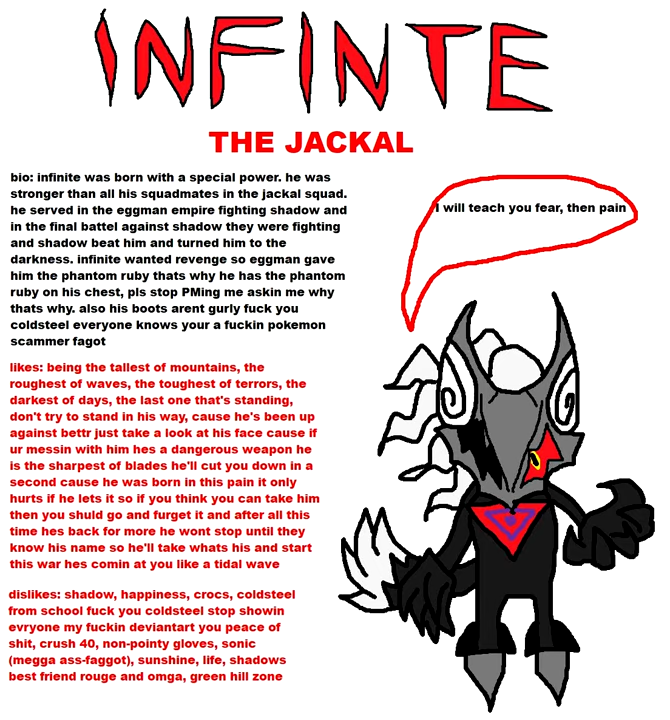 INFINTE
THE JACKAL
bio: infinite was born with a special power. he was
stronger than all his squadmates in the jackal squad.
he served in the eggman empire fighting shadow and
in the final battel against shadow they were fighting
and shadow beat him and turned him to the
darkness. infinite wanted revenge so eggman gave
him the phantom ruby thats why he has the phantom
ruby on his chest, pls stop PMing me askin me why
thats why. also his boots arent gurly fuck you
coldsteel everyone knows your a fuckin pokemon
scammer fagot
I will teach you fear, then pain
likes: being the tallest of mountains, the
roughest of waves, the toughest of terrors, the
darkest of days, the last one that's standing,
don't try to stand in his way, cause he's been up
against bettr just take a look at his face cause if
ur messin with him hes a dangerous weapon he
is the sharpest of blades he'll cut you down in a
second cause he was born in this pain it only
hurts if he lets it so if you think you can take him
then you shuld go and furget it and after all this
time hes back for more he wont stop until they
know his name so he'll take whats his and start
this war hes comin at you like a tidal wave
dislikes: shadow, happiness, crocs, coldsteel
from school fuck you coldsteel stop showin
evryone my fuckin deviantart you peace of
shit, crush 40, non-pointy gloves, sonic
(megga ass-faggot), sunshine, life, shadows
best friend rouge and omga, green hill zone